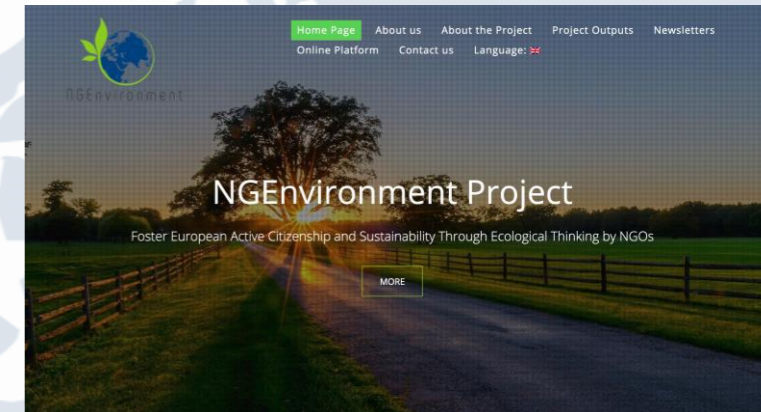 Home Page About us About the Project Project Outputs Newsletters
Online Platform Contact us Language:
NGEnvironment
NGEnvironment Project
Foster European Active Citizenship and Sustainability Through Ecological Thinking by NGOs
MORE